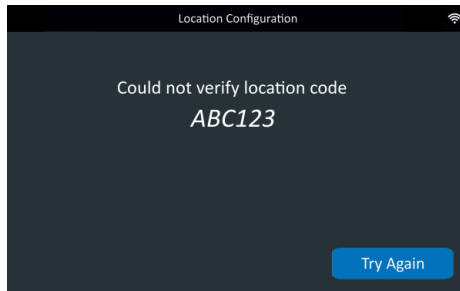 Location Configuration
Could not verify location code
ABC123
Try Again